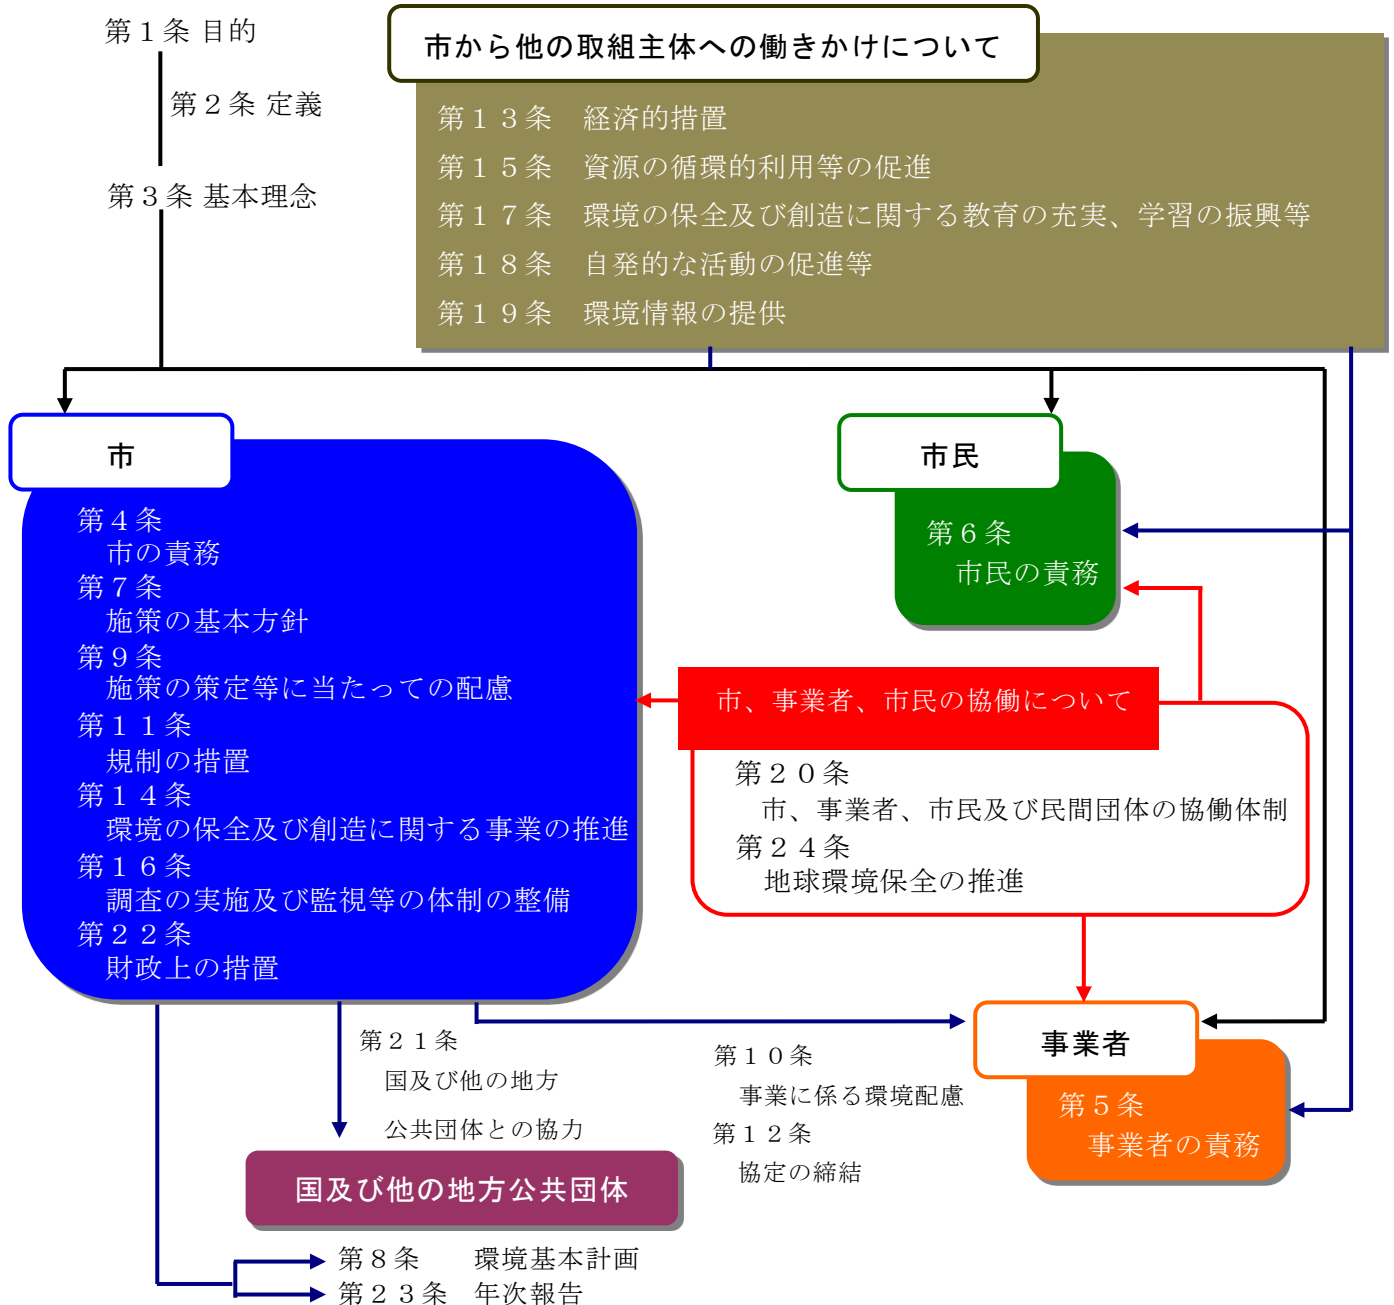 第１条 目的
第２条 定義
第３条 基本理念
市から他の取組主体への働きかけについて
第１３条　経済的措置
第１５条　資源の循環的利用等の促進
第１７条　環境の保全及び創造に関する教育の充実、学習の振興等
第１８条　自発的な活動の促進等
第１９条　環境情報の提供
市
第４条
市の責務
第７条
施策の基本方針
第９条
施策の策定等に当たっての配慮
第１１条
規制の措置
第１４条
環境の保全及び創造に関する事業の推進
第１６条
調査の実施及び監視等の体制の整備
第２２条
財政上の措置
市民
第６条
市民の責務
市、事業者、市民の協働について
第２０条
市、事業者、市民及び民間団体の協働体制
第２４条
地球環境保全の推進
第２１条
国及び他の地方
公共団体との協力
第１０条
事業に係る環境配慮
第１２条
協定の締結
事業者
第５条
事業者の責務
国及び他の地方公共団体
第８条　環境基本計画
第２３条　年次報告